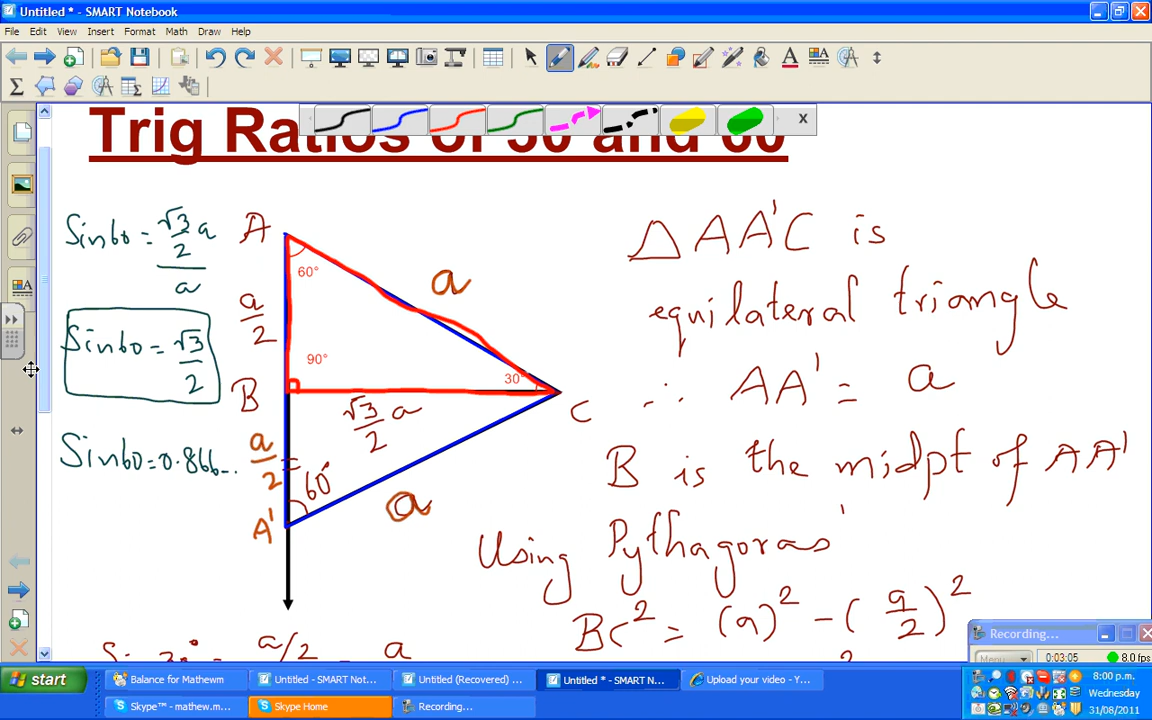 Untitled * - SMART Notebook
File Edit View Insert Format Math Draw Help
Trig Ratios of 30 and 60
Sin60 = √3/2 a / a
Sin60 = √3/2
Sin60=0.866...
A
60°
a
a/2
90°
B
30°
C
√3/2 a
a/2
60°
A'
a
Δ AA'C is
equilateral triangle
∴ AA' = a
B is the midpt of AA'
Using Pythagoras'
BC² = (a)² - (a/2)²
a/2
a
2
Recording...
Menu
0:03:05
8.0 fps
start
Balance for Mathewm
Untitled - SMART Not...
Untitled (Recovered) ...
Untitled * - SMART N...
Upload your video - Y...
Skype™ - mathew.m...
Skype Home
Recording...
8:00 p.m.
Wednesday
31/08/2011